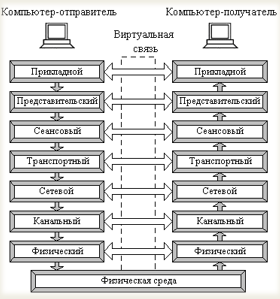 Компьютер-отправитель
Компьютер-получатель
Виртуальная
связь
Прикладной
Прикладной
Представительский
Представительский
Сеансовый
Сеансовый
Транспортный
Транспортный
Сетевой
Сетевой
Канальный
Канальный
Физический
Физический
Физическая среда